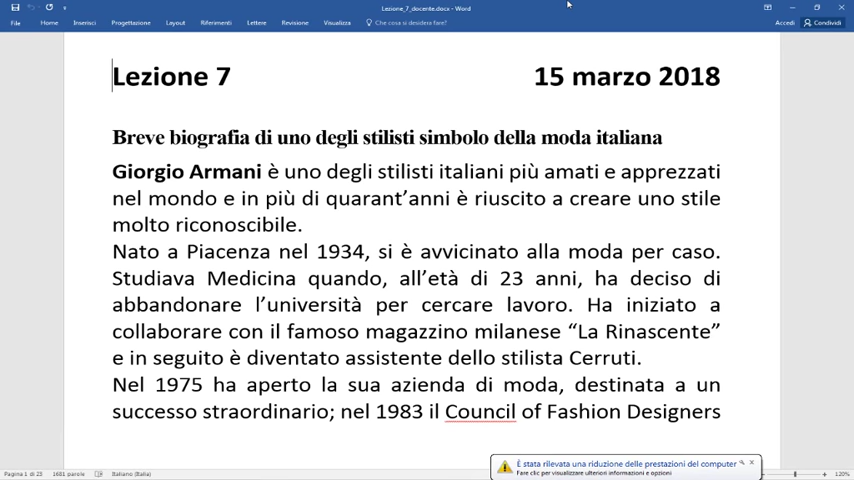 Lezione_7_docente.docx - Word
File Home Inserisci Progettazione Layout Riferimenti Lettere Revisione Visualizza Che cosa si desidera fare? Accedi Condividi
Lezione 7 15 marzo 2018
Breve biografia di uno degli stilisti simbolo della moda italiana
Giorgio Armani è uno degli stilisti italiani più amati e apprezzati
nel mondo e in più di quarant’anni è riuscito a creare uno stile
molto riconoscibile.
Nato a Piacenza nel 1934, si è avvicinato alla moda per caso.
Studiava Medicina quando, all’età di 23 anni, ha deciso di
abbandonare l’università per cercare lavoro. Ha iniziato a
collaborare con il famoso magazzino milanese “La Rinascente”
e in seguito è diventato assistente dello stilista Cerruti.
Nel 1975 ha aperto la sua azienda di moda, destinata a un
successo straordinario; nel 1983 il Council of Fashion Designers
È stata rilevata una riduzione delle prestazioni del computer
Fare clic per visualizzare ulteriori informazioni e opzioni
Pagina 1 di 23 1681 parole Italiano (Italia) 120%